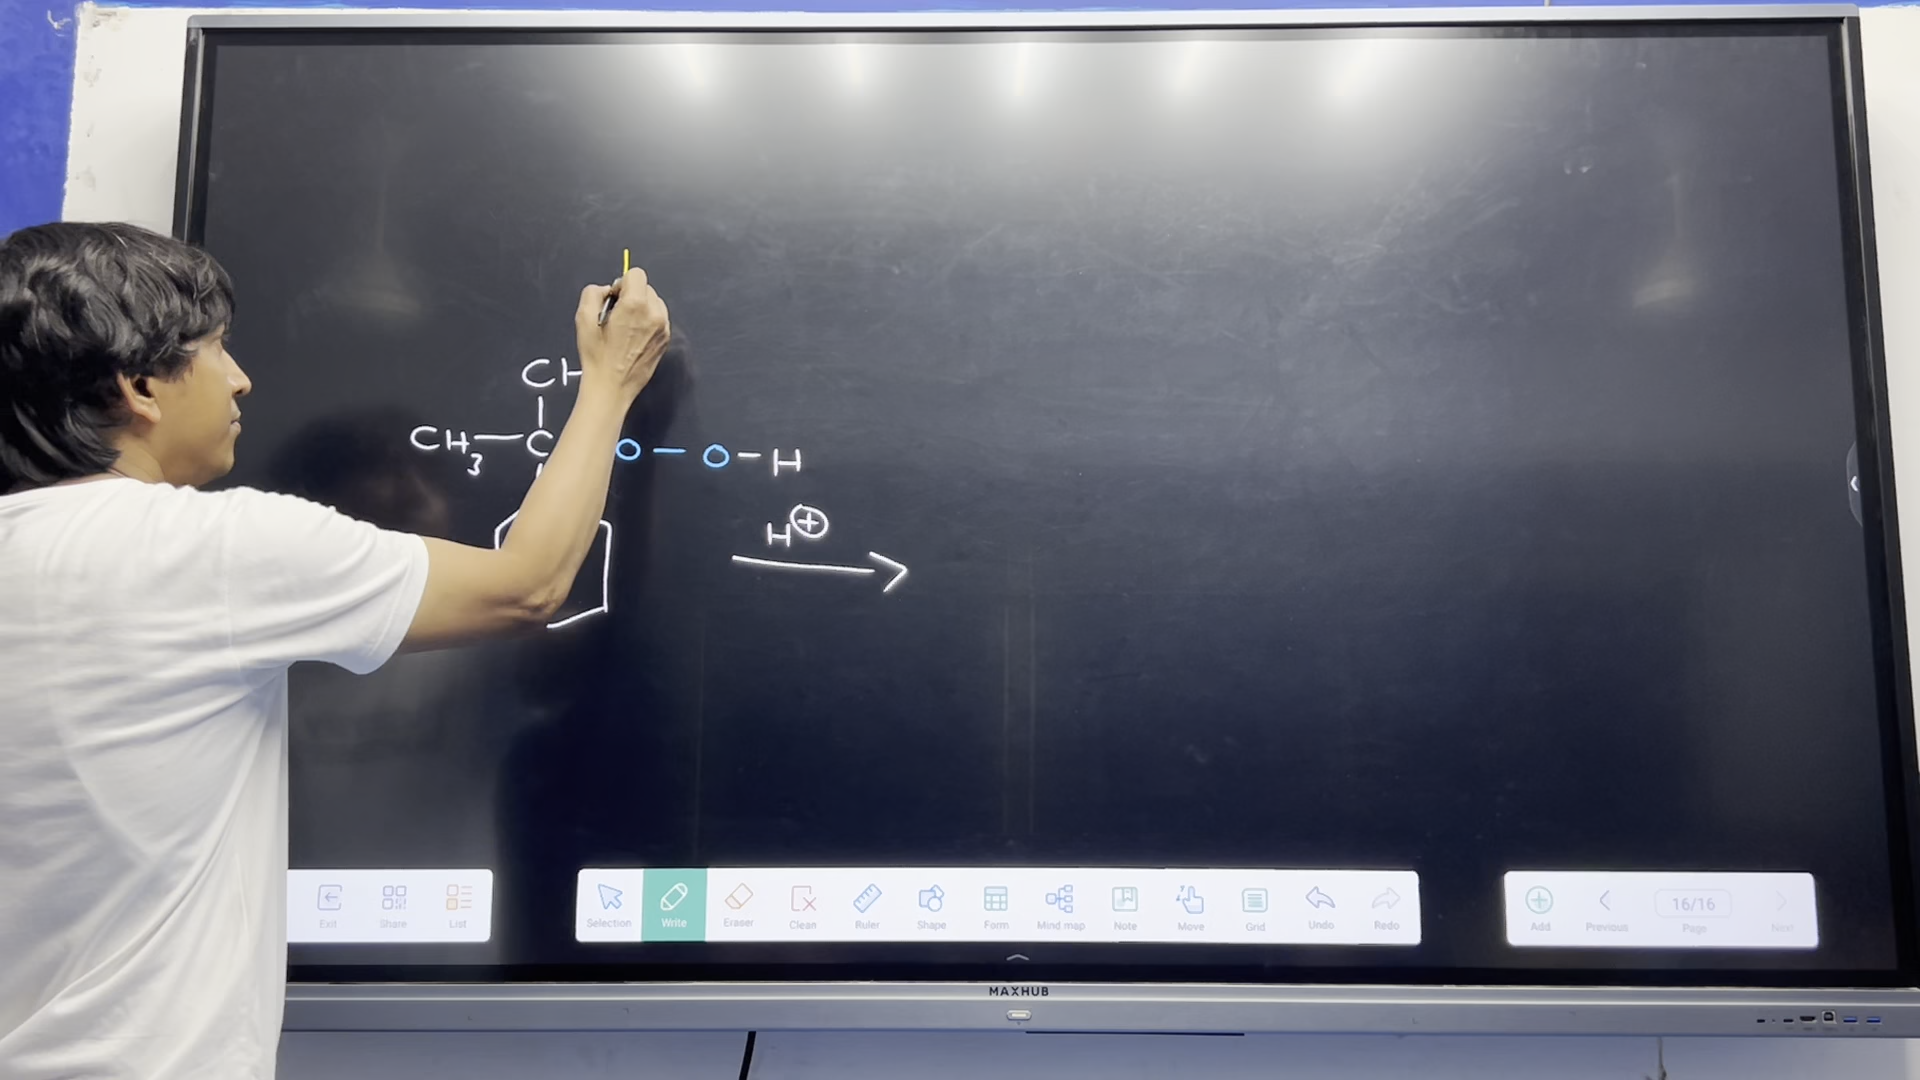 CH
CH3-C O-O-H
H⊕
Exit Share List
Selection Write Eraser Clean Ruler Shape Form Mind map Note Move Grid Undo Redo
Add Previous 16/16 Page Next
MAXHUB